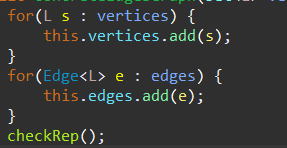 for(L s : vertices) {
this.vertices.add(s);
}
for(Edge<L> e : edges) {
this.edges.add(e);
}
checkRep();